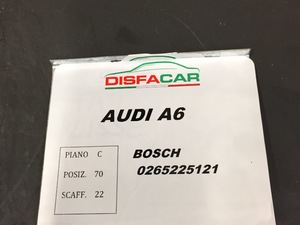 DISFACAR
AUDI A6
PIANO C
POSIZ. 70
SCAFF. 22
BOSCH
0265225121